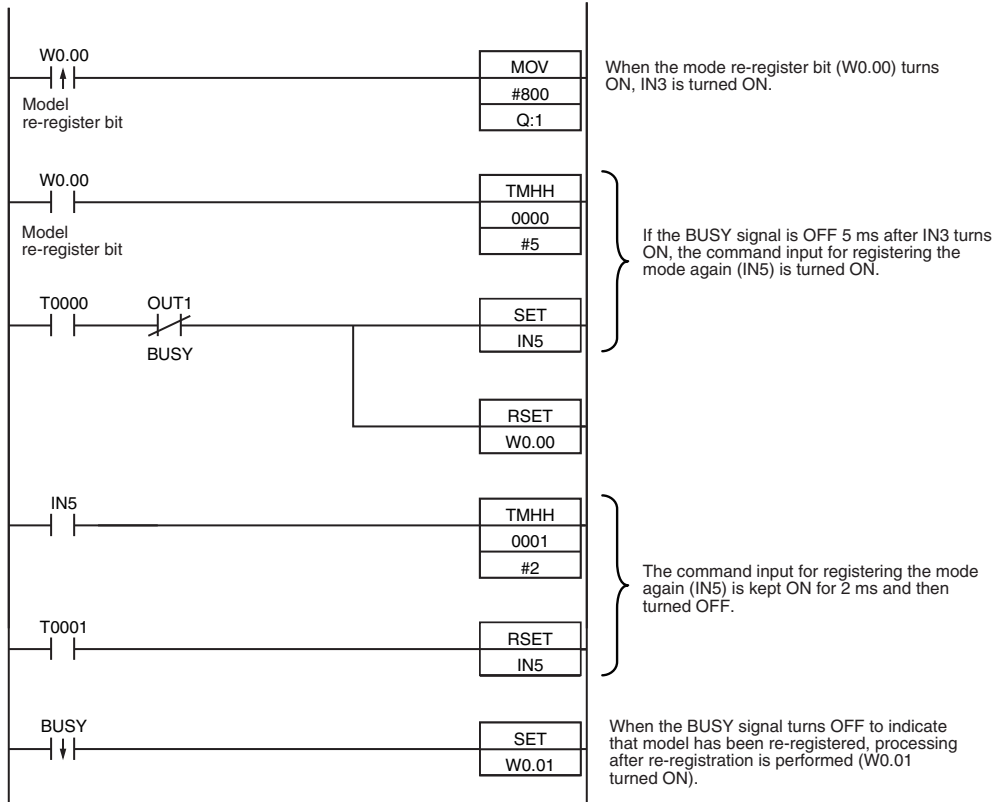 W0.00
Model
re-register bit
MOV
#800
Q:1
When the mode re-register bit (W0.00) turns
ON, IN3 is turned ON.
W0.00
Model
re-register bit
TMHH
0000
#5
If the BUSY signal is OFF 5 ms after IN3 turns
ON, the command input for registering the
mode again (IN5) is turned ON.
T0000
OUT1
BUSY
SET
IN5
RSET
W0.00
IN5
TMHH
0001
#2
The command input for registering the mode
again (IN5) is kept ON for 2 ms and then
turned OFF.
T0001
RSET
IN5
BUSY
SET
W0.01
When the BUSY signal turns OFF to indicate
that model has been re-registered, processing
after re-registration is performed (W0.01
turned ON).